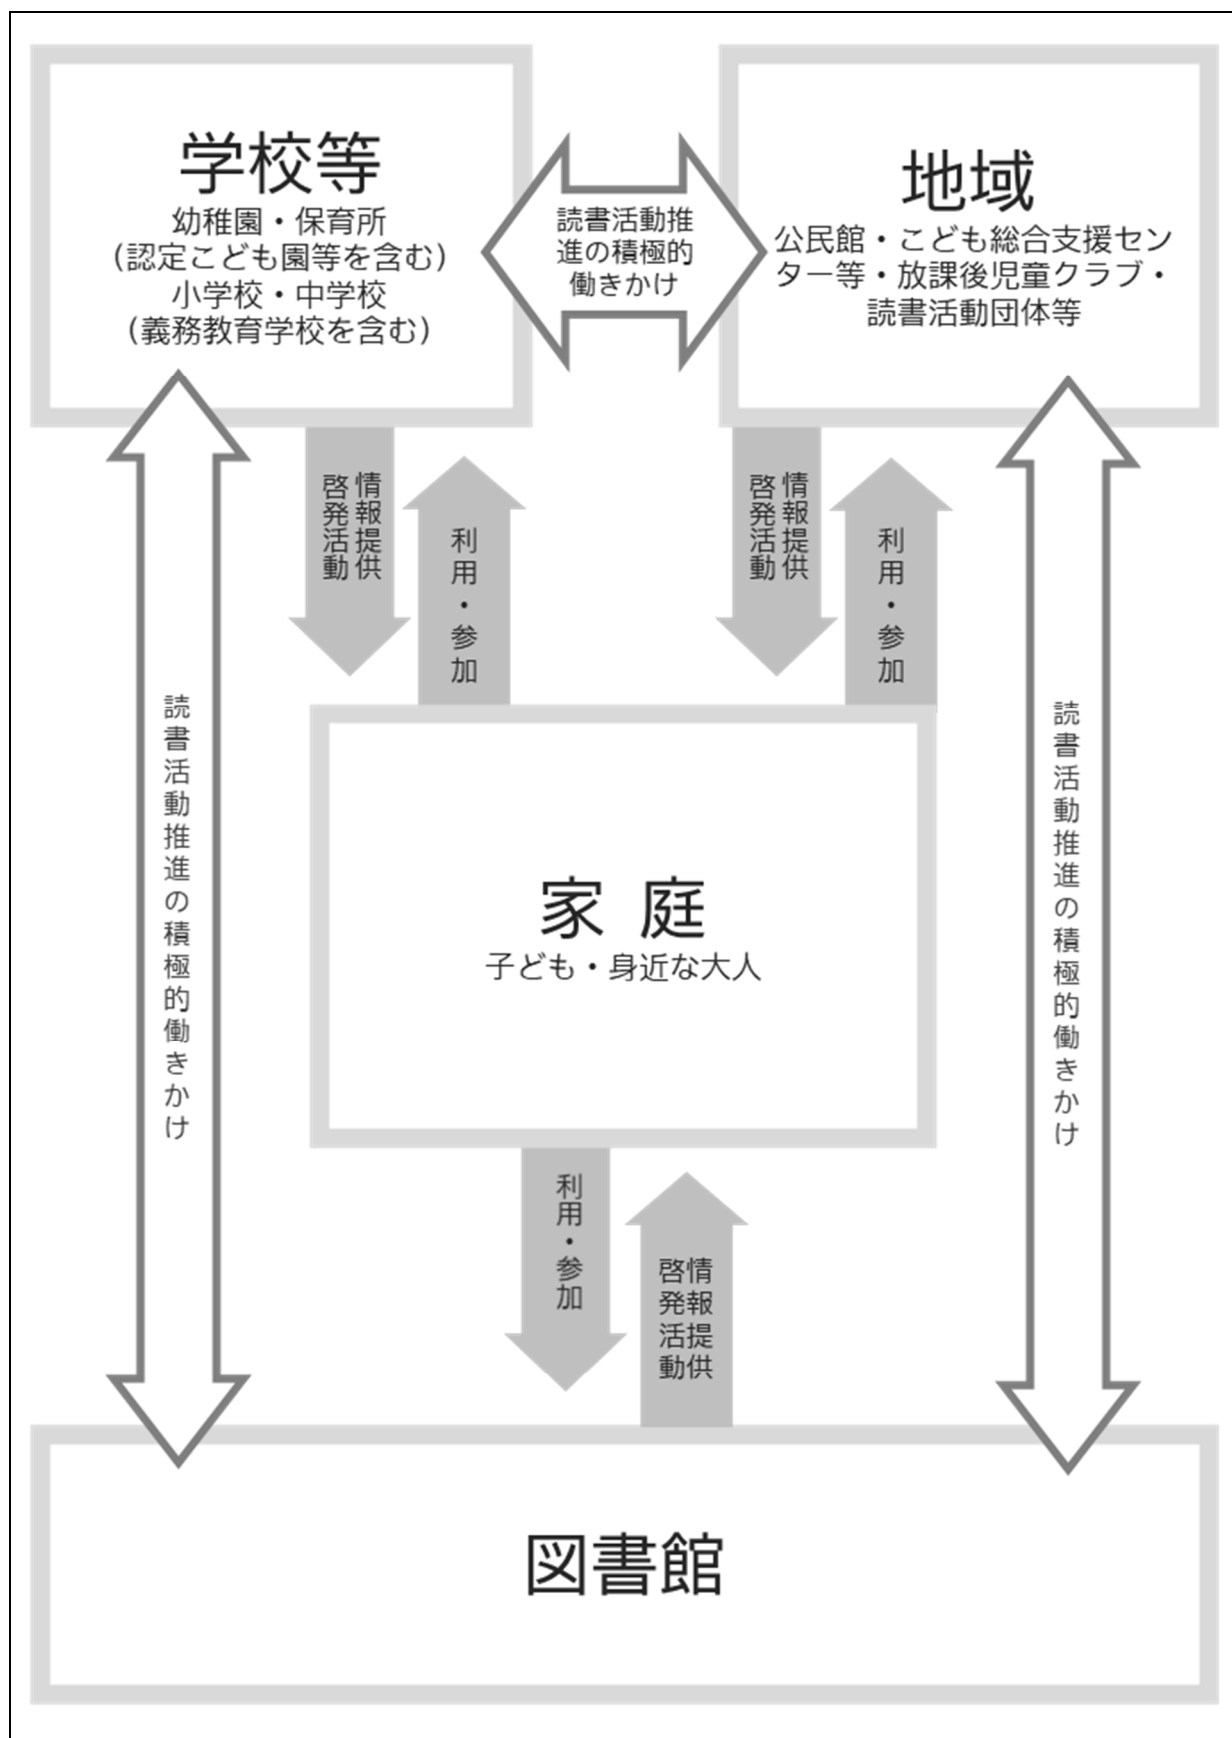 学校等
幼稚園・保育所
（認定こども園等を含む）
小学校・中学校
（義務教育学校を含む）
読書活動推
進の積極的
働きかけ
地域
公民館・こども総合支援セン
ター等・放課後児童クラブ・
読書活動団体等
情報提供
啓発活動
利用・参加
情報提供
啓発活動
利用・参加
読書活動推進の積極的働きかけ
家 庭
子ども・身近な大人
読書活動推進の積極的働きかけ
利用・参加
情報提供
啓発活動
図書館